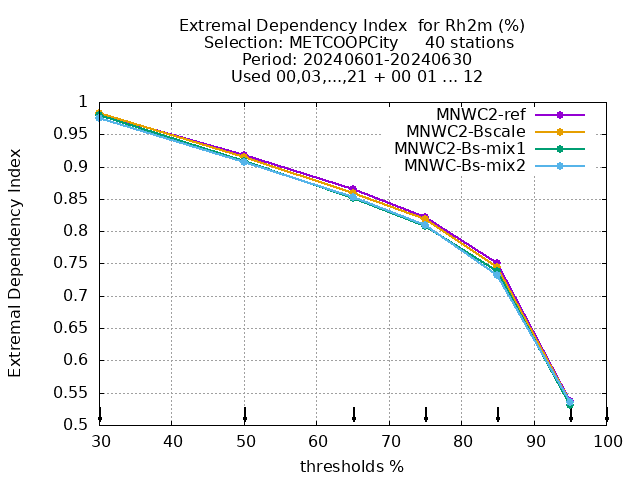 Extremal Dependency Index  for Rh2m (%)
Selection: METCOOPCity     40 stations
Period: 20240601-20240630
Used 00,03,...,21 + 00 01 ... 12
MNWC2-ref
MNWC2-Bscale
MNWC2-Bs-mix1
MNWC-Bs-mix2
Extremal Dependency Index
1
0.95
0.9
0.85
0.8
0.75
0.7
0.65
0.6
0.55
0.5
30 40 50 60 70 80 90 100
thresholds %